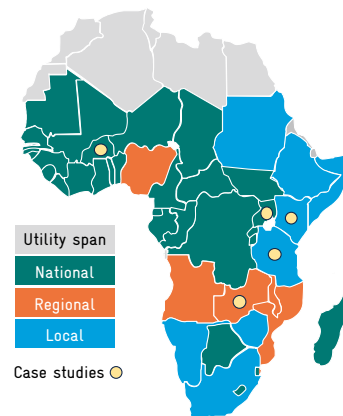 Utility span
National
Regional
Local
Case studies